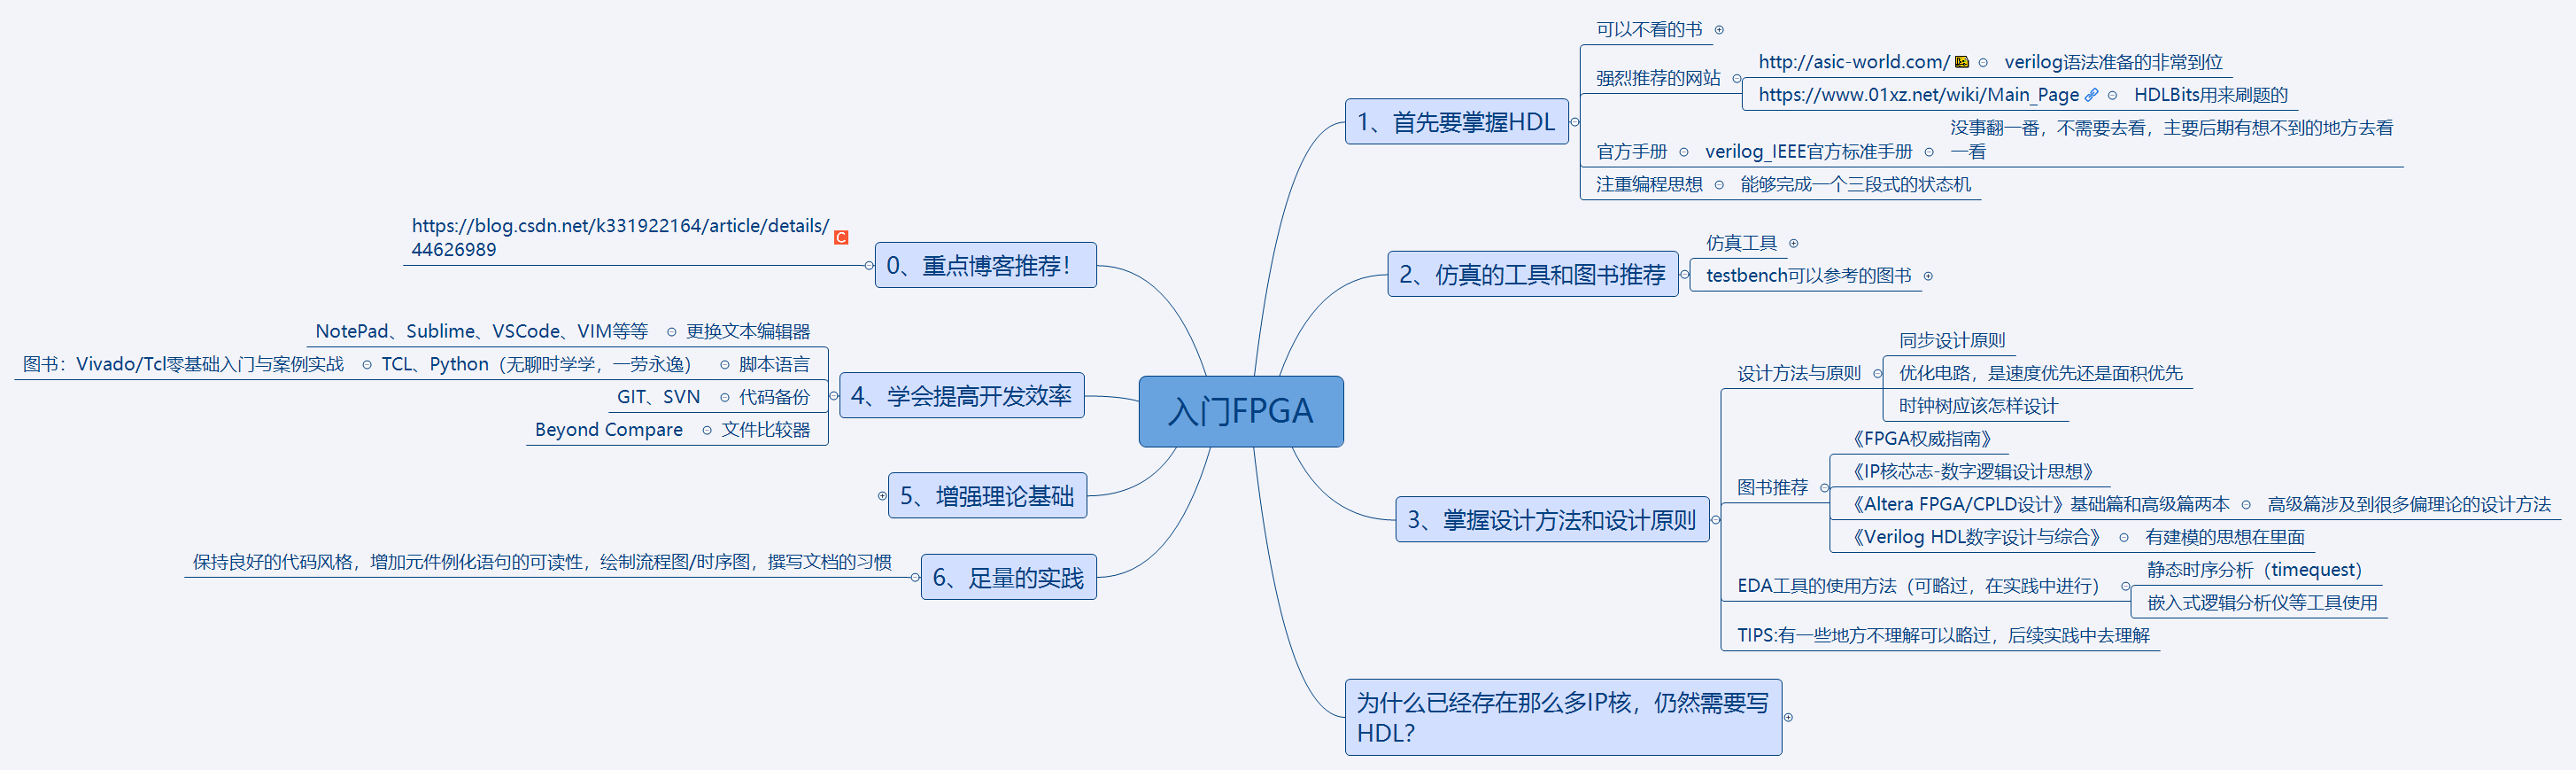 入门FPGA
0、重点博客推荐！
https://blog.csdn.net/k331922164/article/details/
44626989
1、首先要掌握HDL
可以不看的书
强烈推荐的网站
http://asic-world.com/
verilog语法准备的非常到位
https://www.01xz.net/wiki/Main_Page
HDLBits用来刷题的
官方手册
verilog_IEEE官方标准手册
没事翻一番，不需要去看，主要后期有想不到的地方去看
一看
注重编程思想
能够完成一个三段式的状态机
2、仿真的工具和图书推荐
仿真工具
testbench可以参考的图书
3、掌握设计方法和设计原则
设计方法与原则
同步设计原则
优化电路，是速度优先还是面积优先
时钟树应该怎样设计
图书推荐
《FPGA权威指南》
《IP核芯志-数字逻辑设计思想》
《Altera FPGA/CPLD设计》基础篇和高级篇两本
高级篇涉及到很多偏理论的设计方法
《Verilog HDL数字设计与综合》
有建模的思想在里面
EDA工具的使用方法（可略过，在实践中进行）
静态时序分析（timequest）
嵌入式逻辑分析仪等工具使用
TIPS:有一些地方不理解可以略过，后续实践中去理解
4、学会提高开发效率
更换文本编辑器
NotePad、Sublime、VSCode、VIM等等
脚本语言
TCL、Python（无聊时学学，一劳永逸）
图书：Vivado/Tcl零基础入门与案例实战
代码备份
GIT、SVN
文件比较器
Beyond Compare
5、增强理论基础
6、足量的实践
保持良好的代码风格，增加元件例化语句的可读性，绘制流程图/时序图，撰写文档的习惯
为什么已经存在那么多IP核，仍然需要写
HDL？